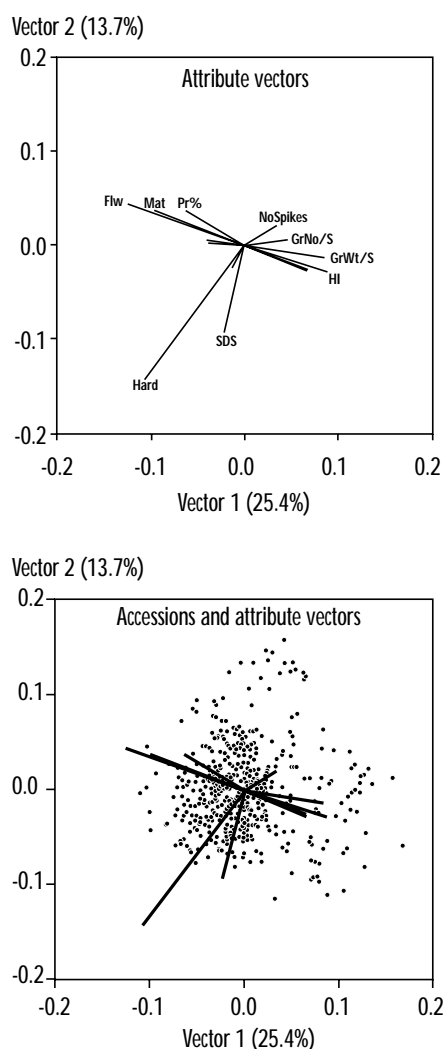 Vector 2 (13.7%)
0.2
Attribute vectors
0.1
Flw
Mat
Pr%
NoSpikes
GrNo/S
0.0
GrWt/S
HI
-0.1
SDS
Hard
-0.2
-0.2 -0.1 0.0 0.1 0.2
Vector 1 (25.4%)
Vector 2 (13.7%)
0.2
Accessions and attribute vectors
0.1
0.0
-0.1
-0.2
-0.2 -0.1 0.0 0.1 0.2
Vector 1 (25.4%)